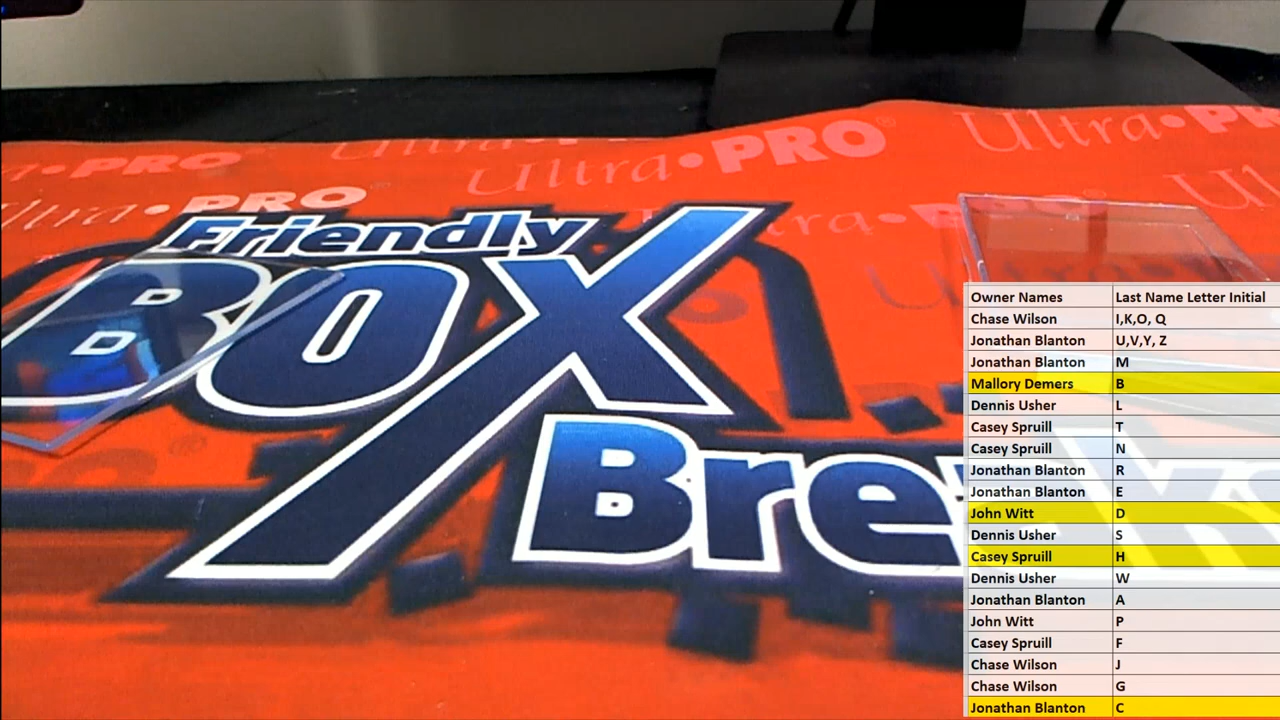 Ultra•PRO®
Ultra•PRO
PRO
Ultra•PRO
Friendly
BOX
Bre
Owner Names Last Name Letter Initial
Chase Wilson I,K,O, Q
Jonathan Blanton U,V,Y, Z
Jonathan Blanton M
Mallory Demers B
Dennis Usher L
Casey Spruill T
Casey Spruill N
Jonathan Blanton R
Jonathan Blanton E
John Witt D
Dennis Usher S
Casey Spruill H
Dennis Usher W
Jonathan Blanton A
John Witt P
Casey Spruill F
Chase Wilson J
Chase Wilson G
Jonathan Blanton C